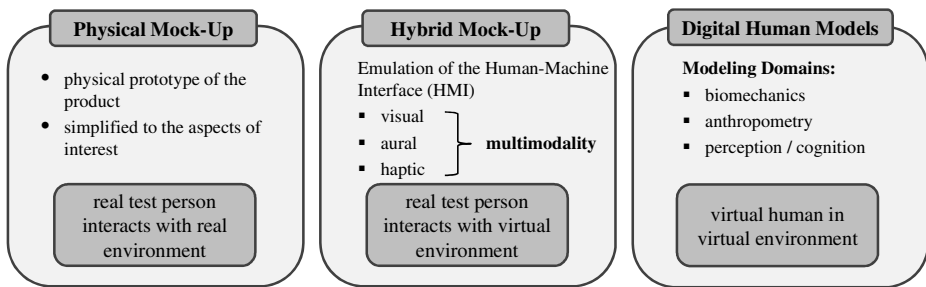 Physical Mock-Up
• physical prototype of the
product
• simplified to the aspects of
interest
real test person
interacts with real
environment
Hybrid Mock-Up
Emulation of the Human-Machine
Interface (HMI)
▪ visual
▪ aural
▪ haptic
multimodality
real test person
interacts with virtual
environment
Digital Human Models
Modeling Domains:
▪ biomechanics
▪ anthropometry
▪ perception / cognition
virtual human in
virtual environment